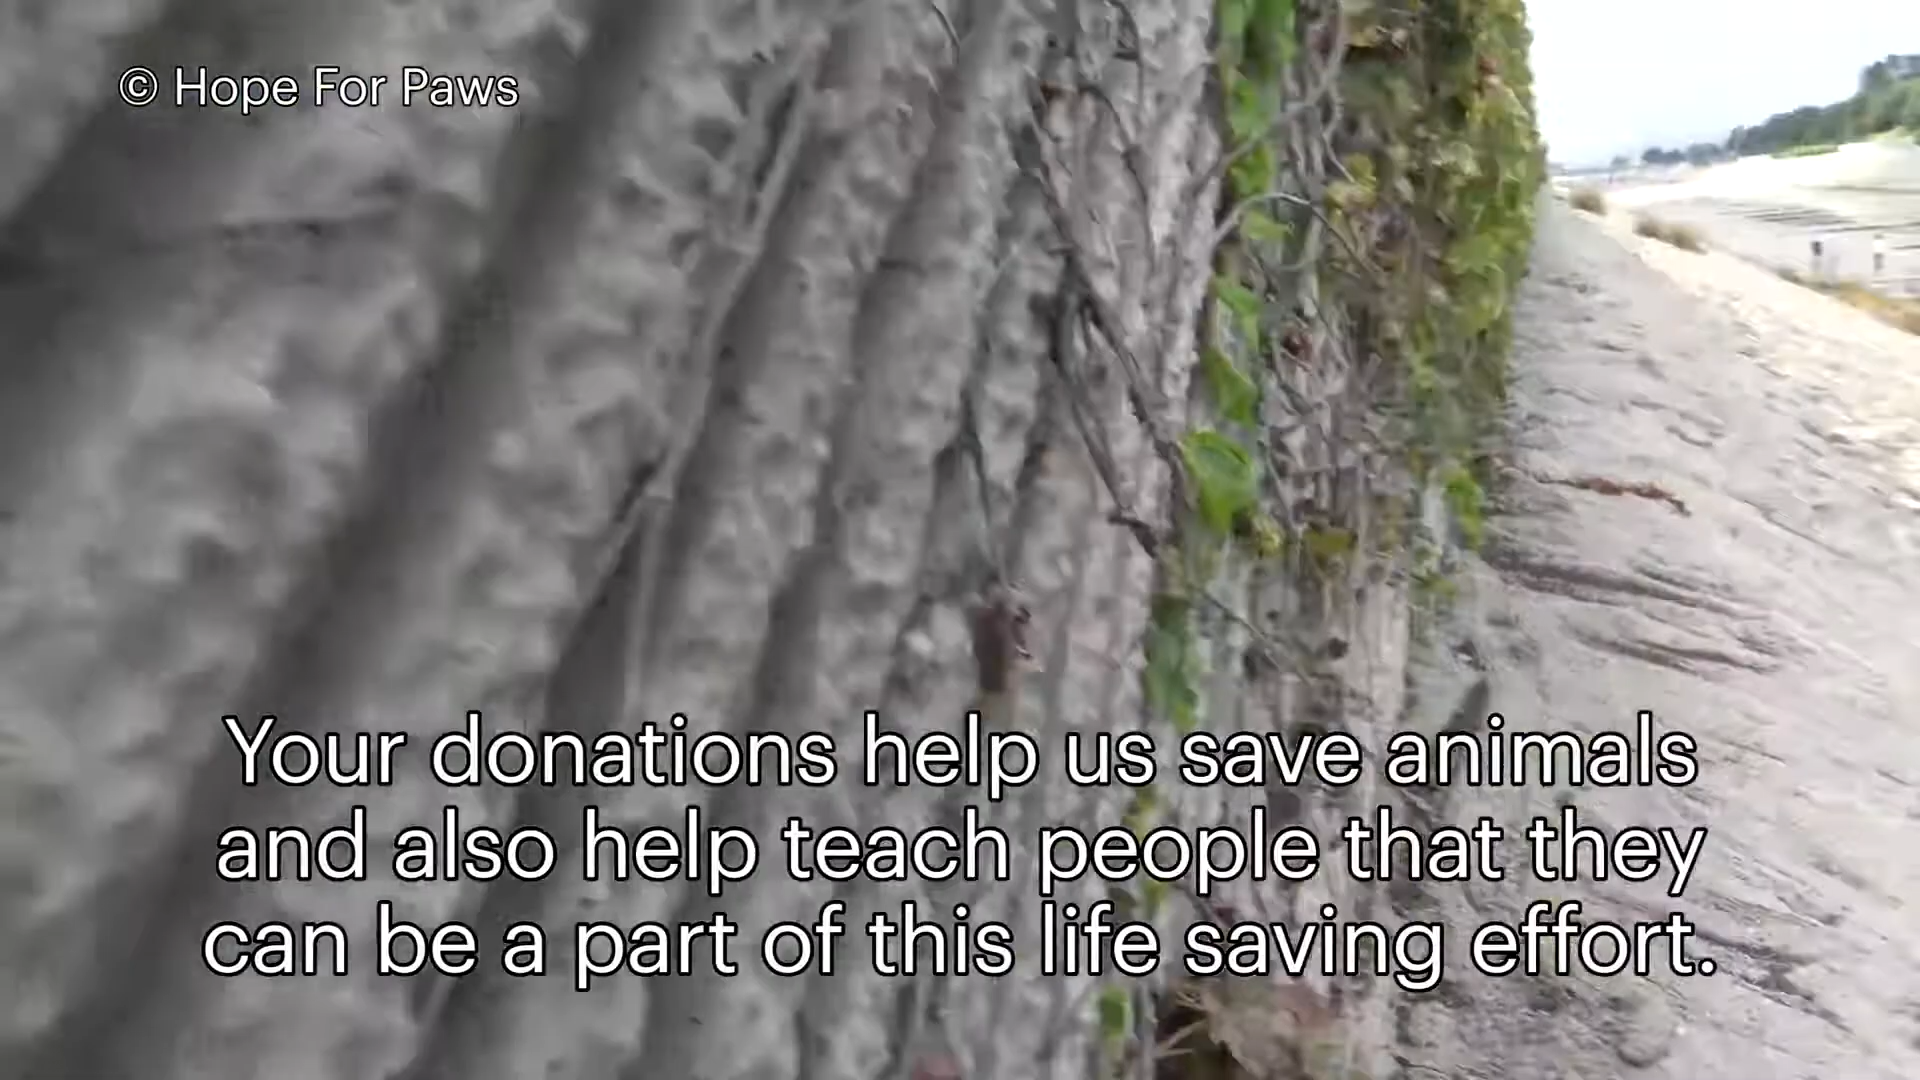 © Hope For Paws
Your donations help us save animals
and also help teach people that they
can be a part of this life saving effort.